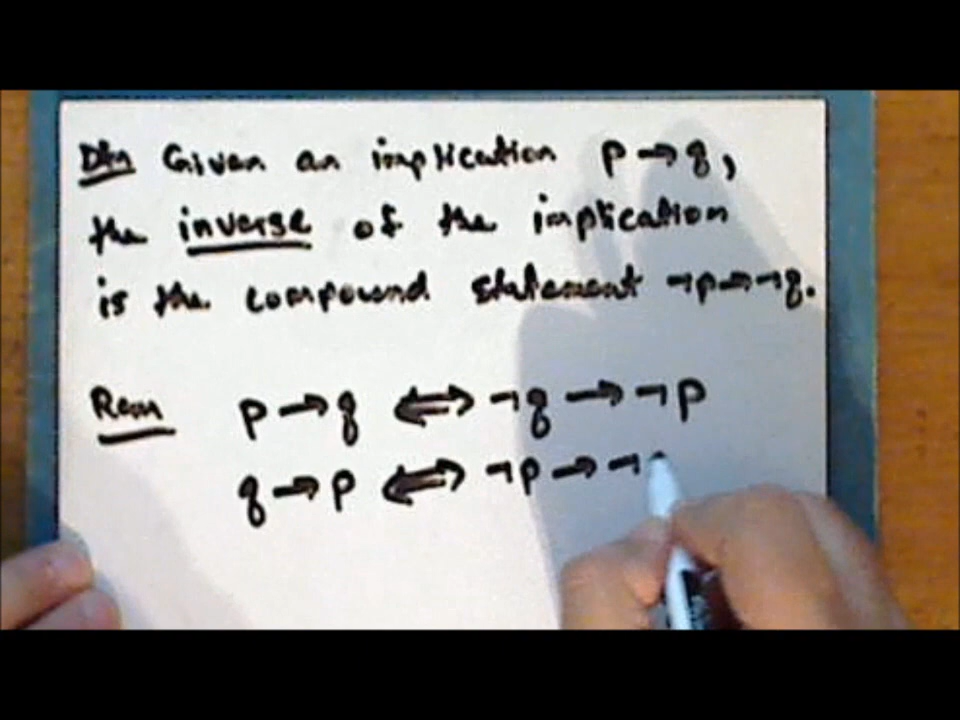 Dfn Given an implication p → q,
the inverse of the implication
is the compound statement ¬p → ¬q.
Rem p → q ⟺ ¬q → ¬p
q → p ⟺ ¬p → ¬